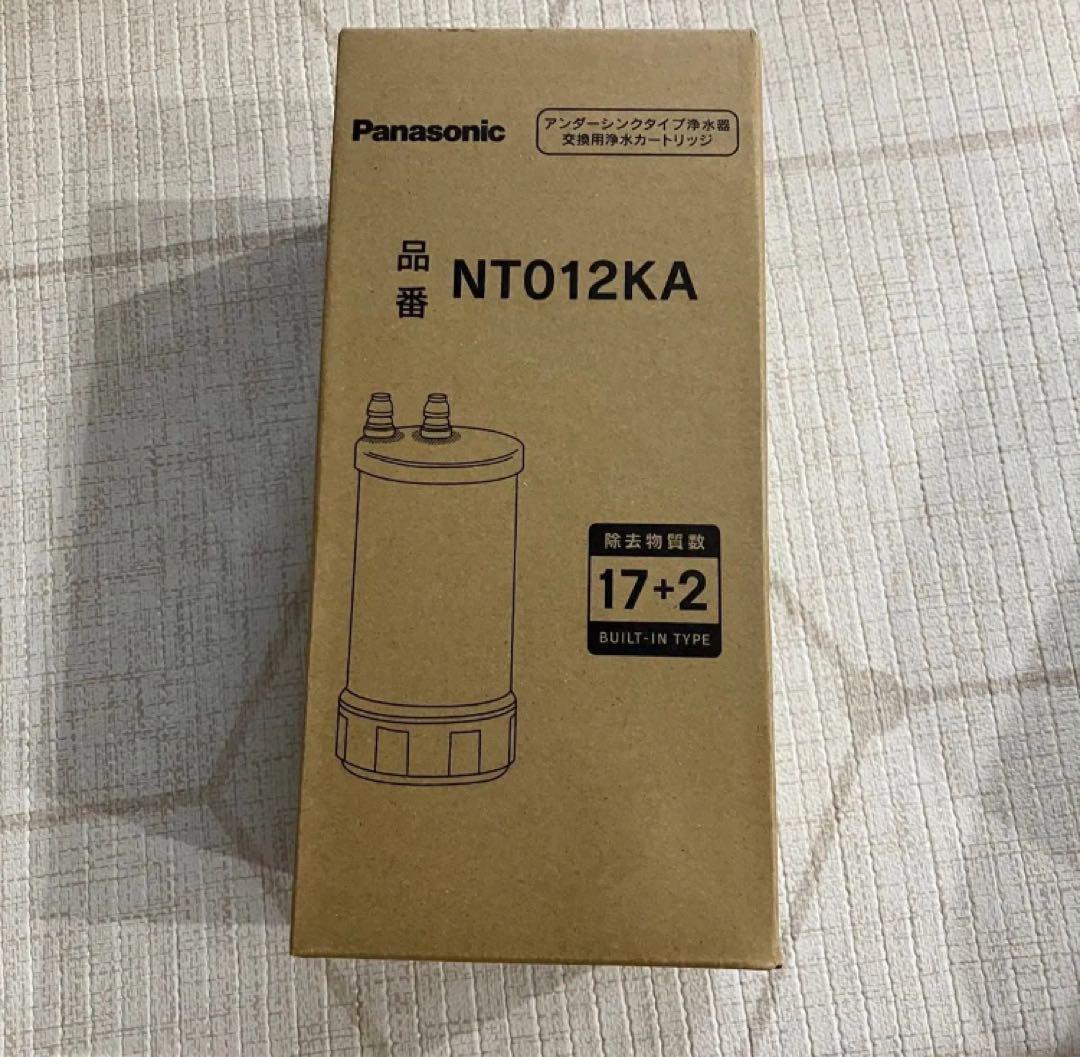 Panasonic
アンダーシンクタイプ浄水器
交換用浄水カートリッジ
品番 NT012KA
除去物質数
17+2
BUILT-IN TYPE